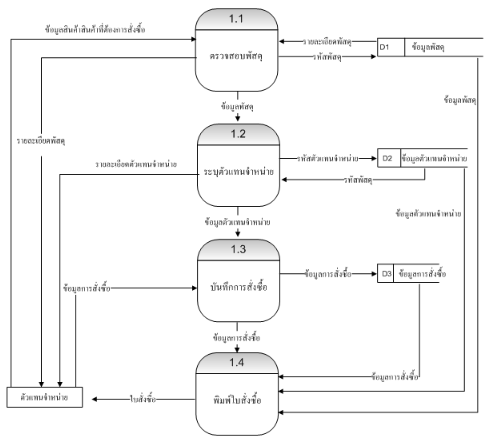 1.1
ข้อมูลสินค้าสินค้าที่ต้องการสั่งซื้อ
รายละเอียดพัสดุ
D1 ข้อมูลพัสดุ
ตรวจสอบพัสดุ
รหัสพัสดุ
ข้อมูลพัสดุ
ข้อมูลพัสดุ
1.2
รายละเอียดพัสดุ
รายละเอียดตัวแทนจำหน่าย
รหัสตัวแทนจำหน่าย
D2 ข้อมูลตัวแทนจำหน่าย
ระบุตัวแทนจำหน่าย
รหัสพัสดุ
ข้อมูลตัวแทนจำหน่าย
ข้อมูลตัวแทนจำหน่าย
1.3
ข้อมูลการสั่งซื้อ
บันทึกการสั่งซื้อ
ข้อมูลการสั่งซื้อ
D3 ข้อมูลการสั่งซื้อ
ข้อมูลการสั่งซื้อ
1.4
ข้อมูลการสั่งซื้อ
ตัวแทนจำหน่าย
ใบสั่งซื้อ
พิมพ์ใบสั่งซื้อ